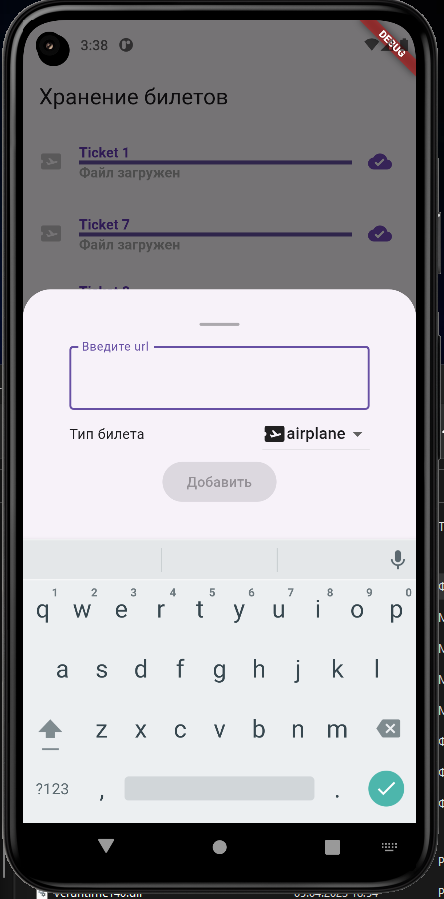 3:38
DEBUG
Хранение билетов
Ticket 1
Файл загружен
Ticket 7
Файл загружен
Введите url
Тип билета
airplane
Добавить
1 2 3 4 5 6 7 8 9 0
q w e r t y u i o p
a s d f g h j k l
z x c v b n m
?123 , .